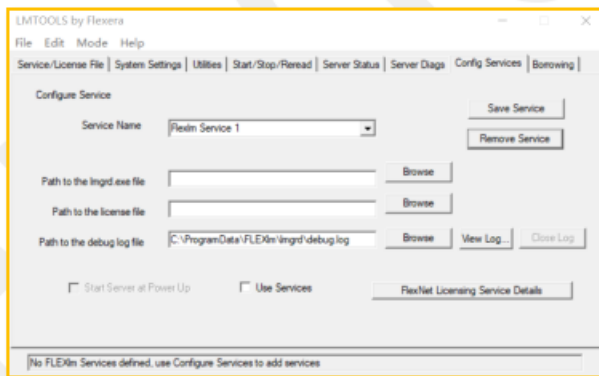 LMTOOLS by Flexera
File Edit Mode Help
Service/License File System Settings Utilities Start/Stop/Reread Server Status Server Diags Config Services Borrowing
Configure Service
Save Service
Service Name
Flexlm Service 1
Remove Service
Path to the lmgrd.exe file
Browse
Path to the license file
Browse
Path to the debug log file
C:\ProgramData\FLEXlm\lmgrd\debug.log
Browse
View Log...
Close Log
Start Server at Power Up
Use Services
FlexNet Licensing Service Details
No FLEXlm Services defined, use Configure Services to add services